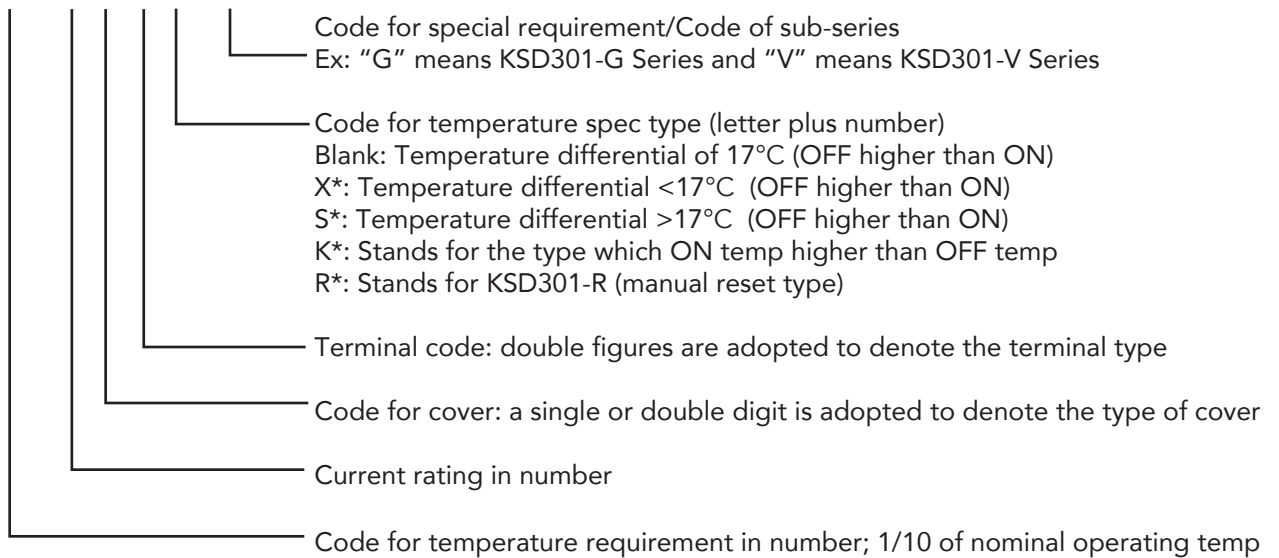 Code for special requirement/Code of sub-series
Ex: “G” means KSD301-G Series and “V” means KSD301-V Series
Code for temperature spec type (letter plus number)
Blank: Temperature differential of 17°C (OFF higher than ON)
X*: Temperature differential <17°C (OFF higher than ON)
S*: Temperature differential >17°C (OFF higher than ON)
K*: Stands for the type which ON temp higher than OFF temp
R*: Stands for KSD301-R (manual reset type)
Terminal code: double figures are adopted to denote the terminal type
Code for cover: a single or double digit is adopted to denote the type of cover
Current rating in number
Code for temperature requirement in number; 1/10 of nominal operating temp